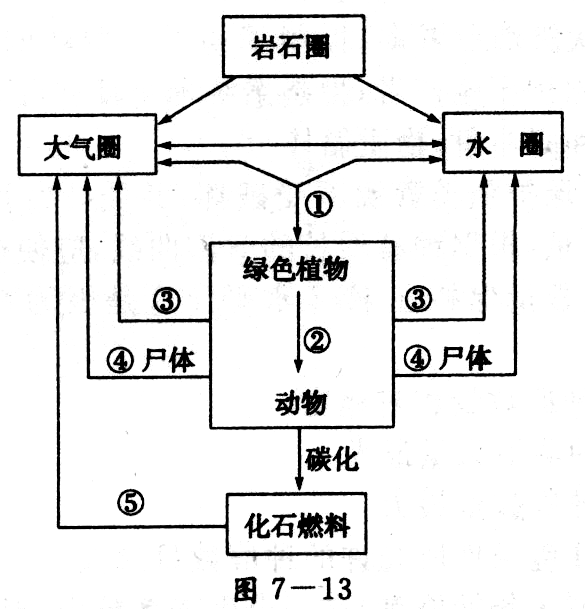 岩石圈
大气圈
水 圈
①
绿色植物
③
③
②
④ 尸体
④ 尸体
动物
碳化
⑤
化石燃料
图 7—13